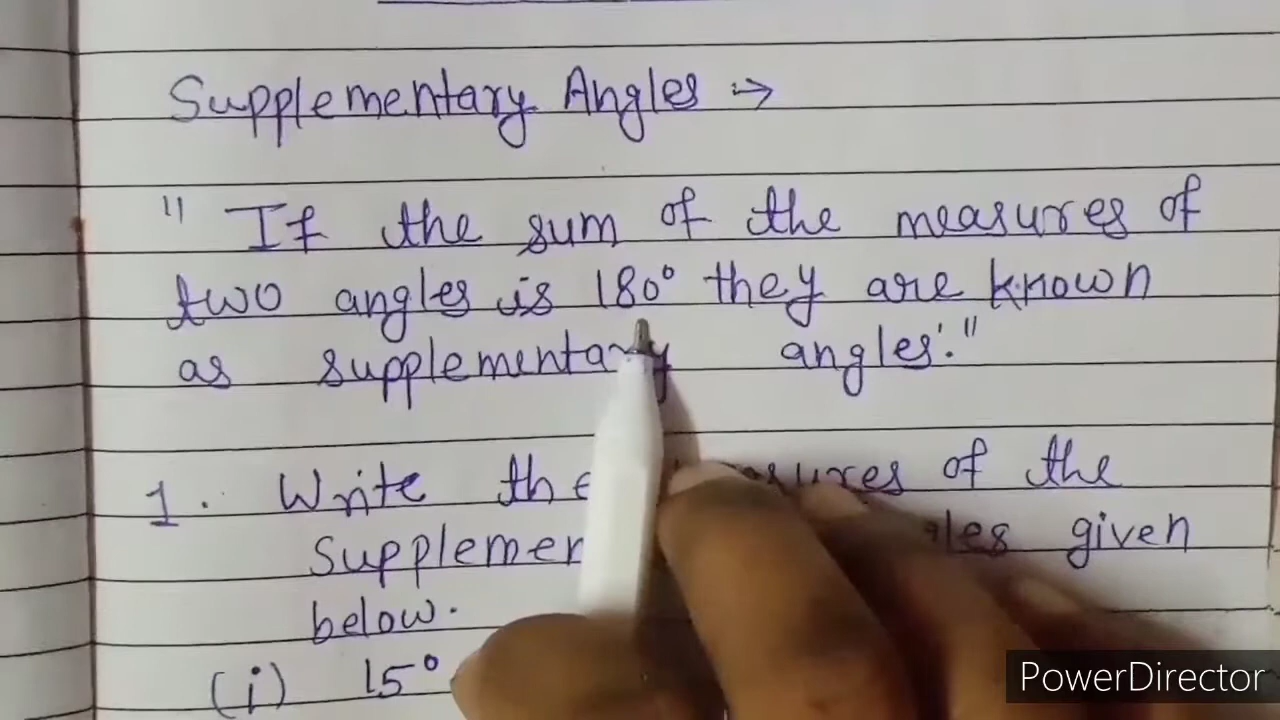 Supplementary Angles →
" If the sum of the measures of
two angles is 180° they are known
as supplementary angles."
1. Write the of the
given
below.
(i) 15°
PowerDirector